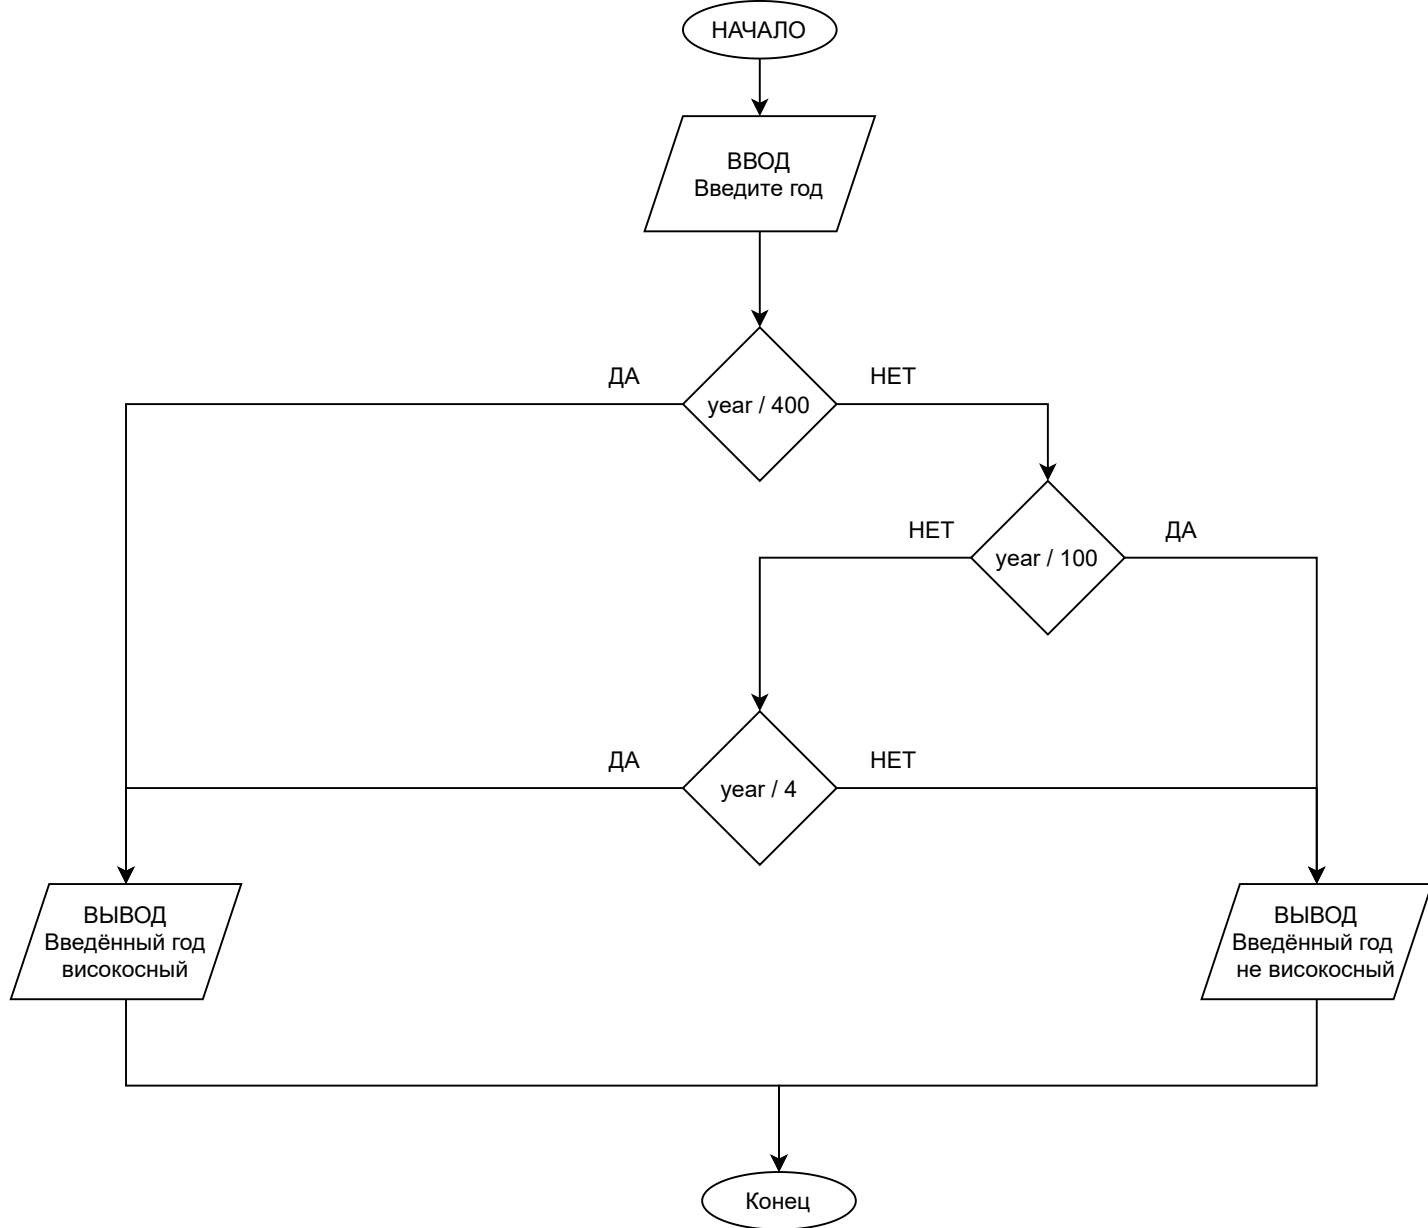 НАЧАЛО
ВВОД
Введите год
ДА
НЕТ
year / 400
НЕТ
ДА
year / 100
ДА
НЕТ
year / 4
ВЫВОД
Введённый год
високосный
ВЫВОД
Введённый год
не високосный
Конец